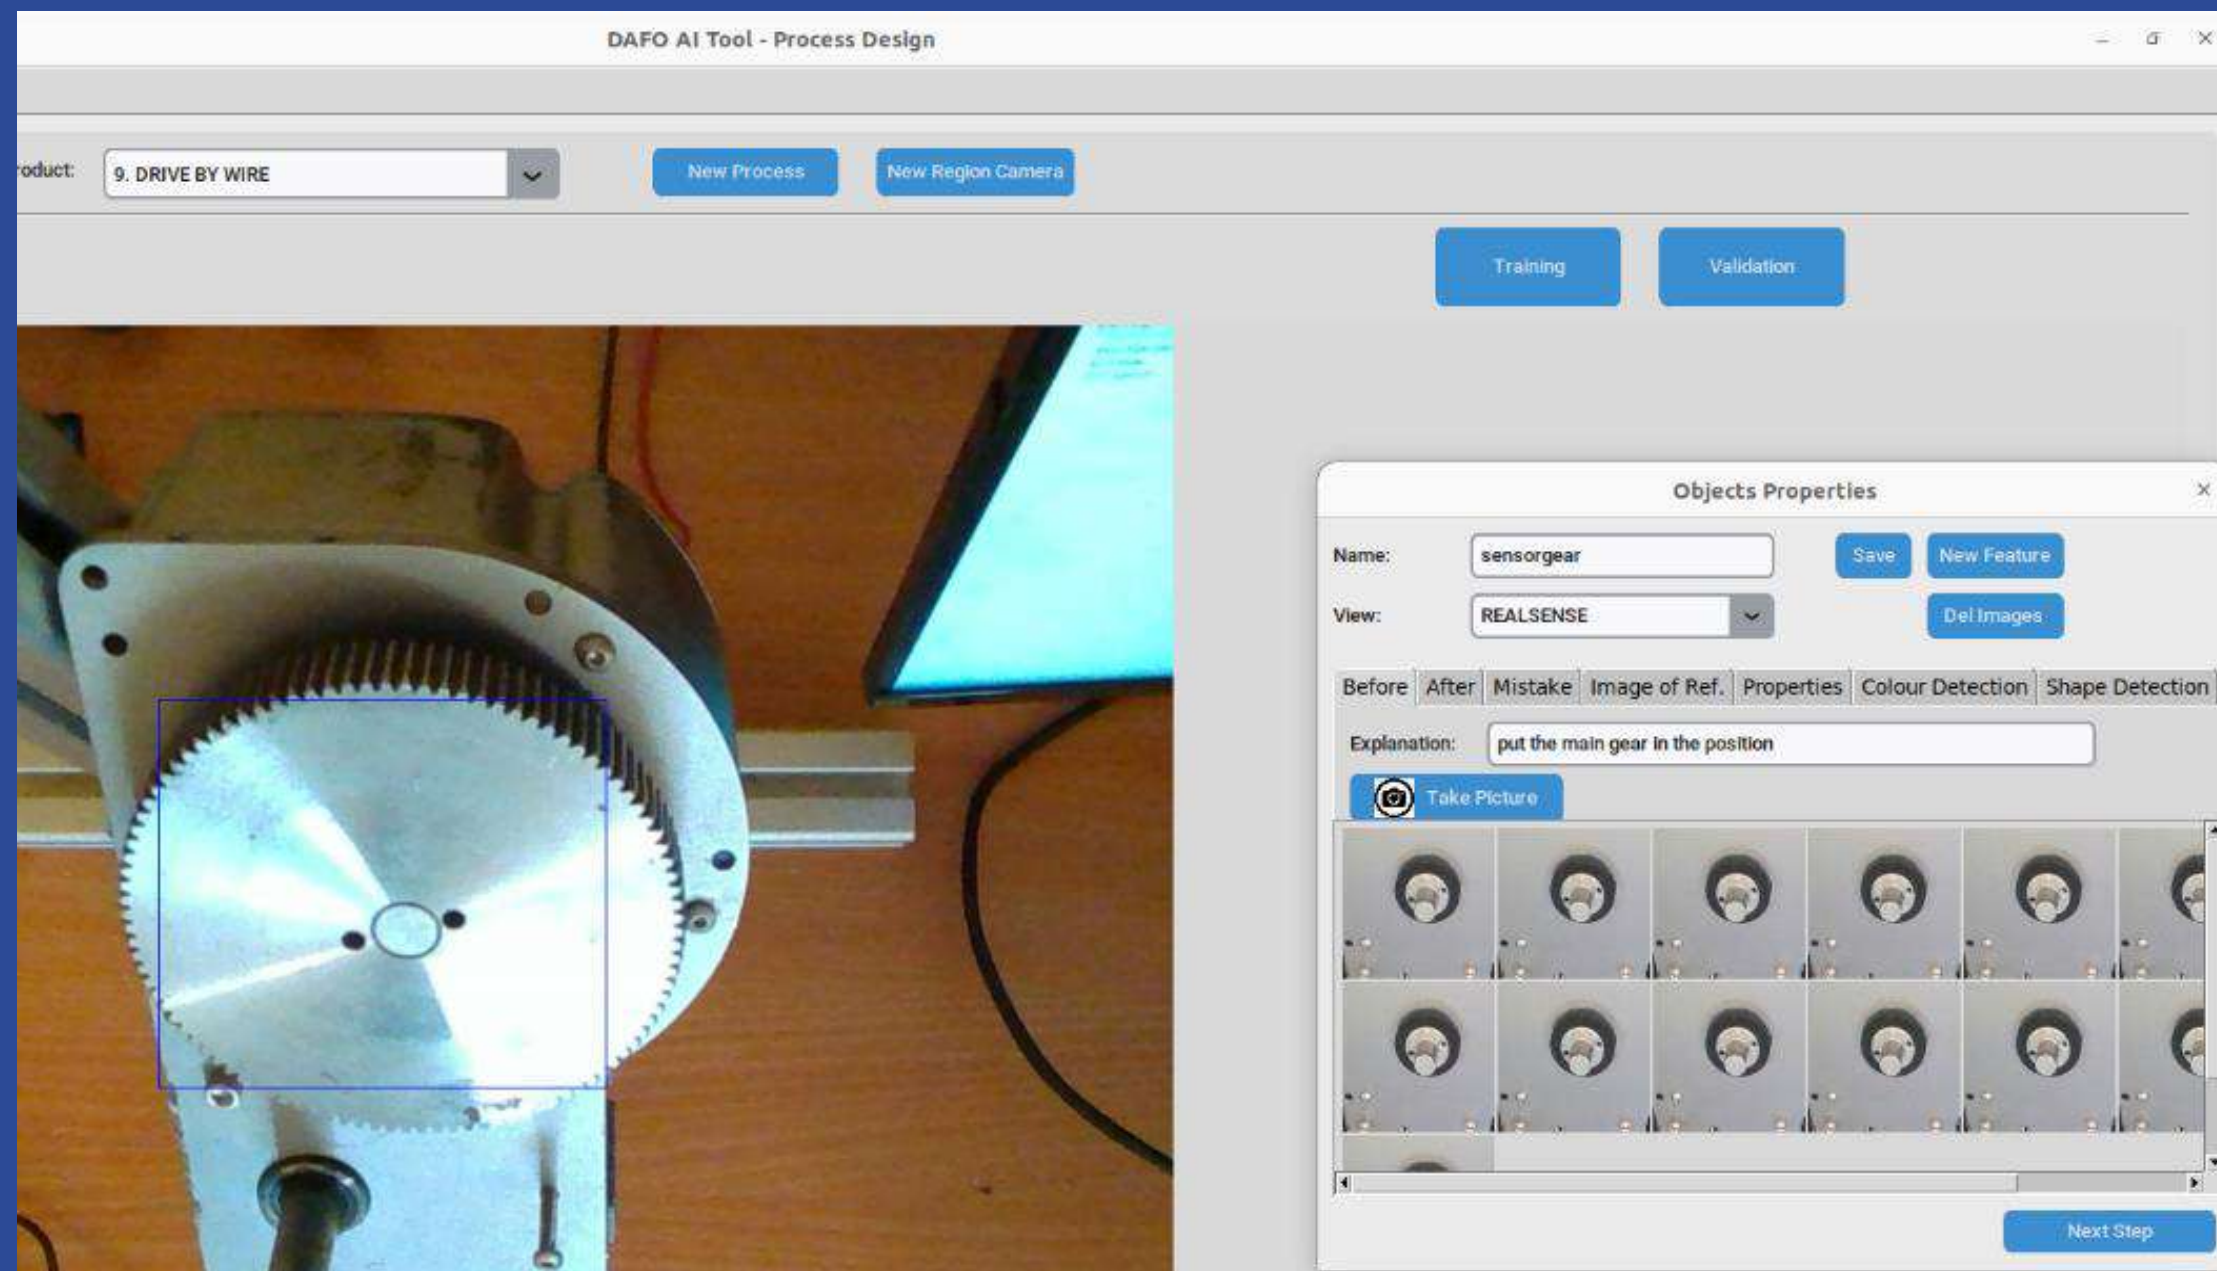 DAFO AI Tool - Process Design
oduct: 9. DRIVE BY WIRE New Process New Region Camera
Training Validation
Objects Properties
Name: sensorgear Save New Feature
View: REALSENSE Del Images
Before After Mistake Image of Ref. Properties Colour Detection Shape Detection
Explanation: put the main gear in the position
Take Picture
Next Step